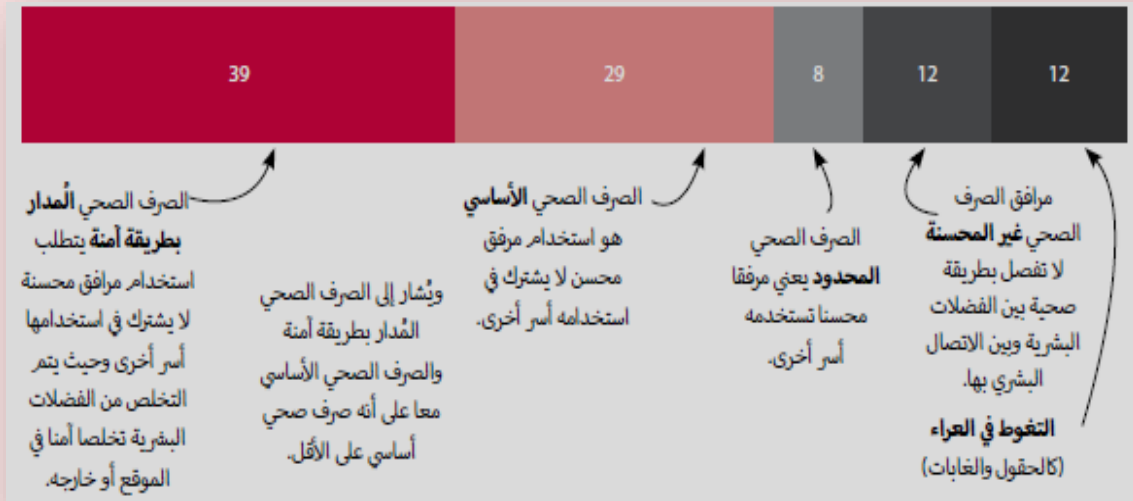 39
29
8
12
12
الصرف الصحي المُدار
بطريقة آمنة يتطلب
استخدام مرافق محسنة
لا يشترك في استخدامها
أسر أخرى وحيث يتم
التخلص من الفضلات
البشرية تخلصا آمنا في
الموقع أو خارجه.
ويُشار إلى الصرف الصحي
المُدار بطريقة آمنة
والصرف الصحي الأساسي
معا على أنه صرف صحي
أساسي على الأقل.
الصرف الصحي الأساسي
هو استخدام مرفق
محسن لا يشترك في
استخدامه أسر أخرى.
الصرف الصحي
المحدود يعني مرفقا
محسنا تستخدمه
أسر أخرى.
مرافق الصرف
الصحي غير المحسنة
لا تفصل بطريقة
صحية بين الفضلات
البشرية وبين الاتصال
البشري بها.
التغوط في العراء
(كالحقول والغابات)